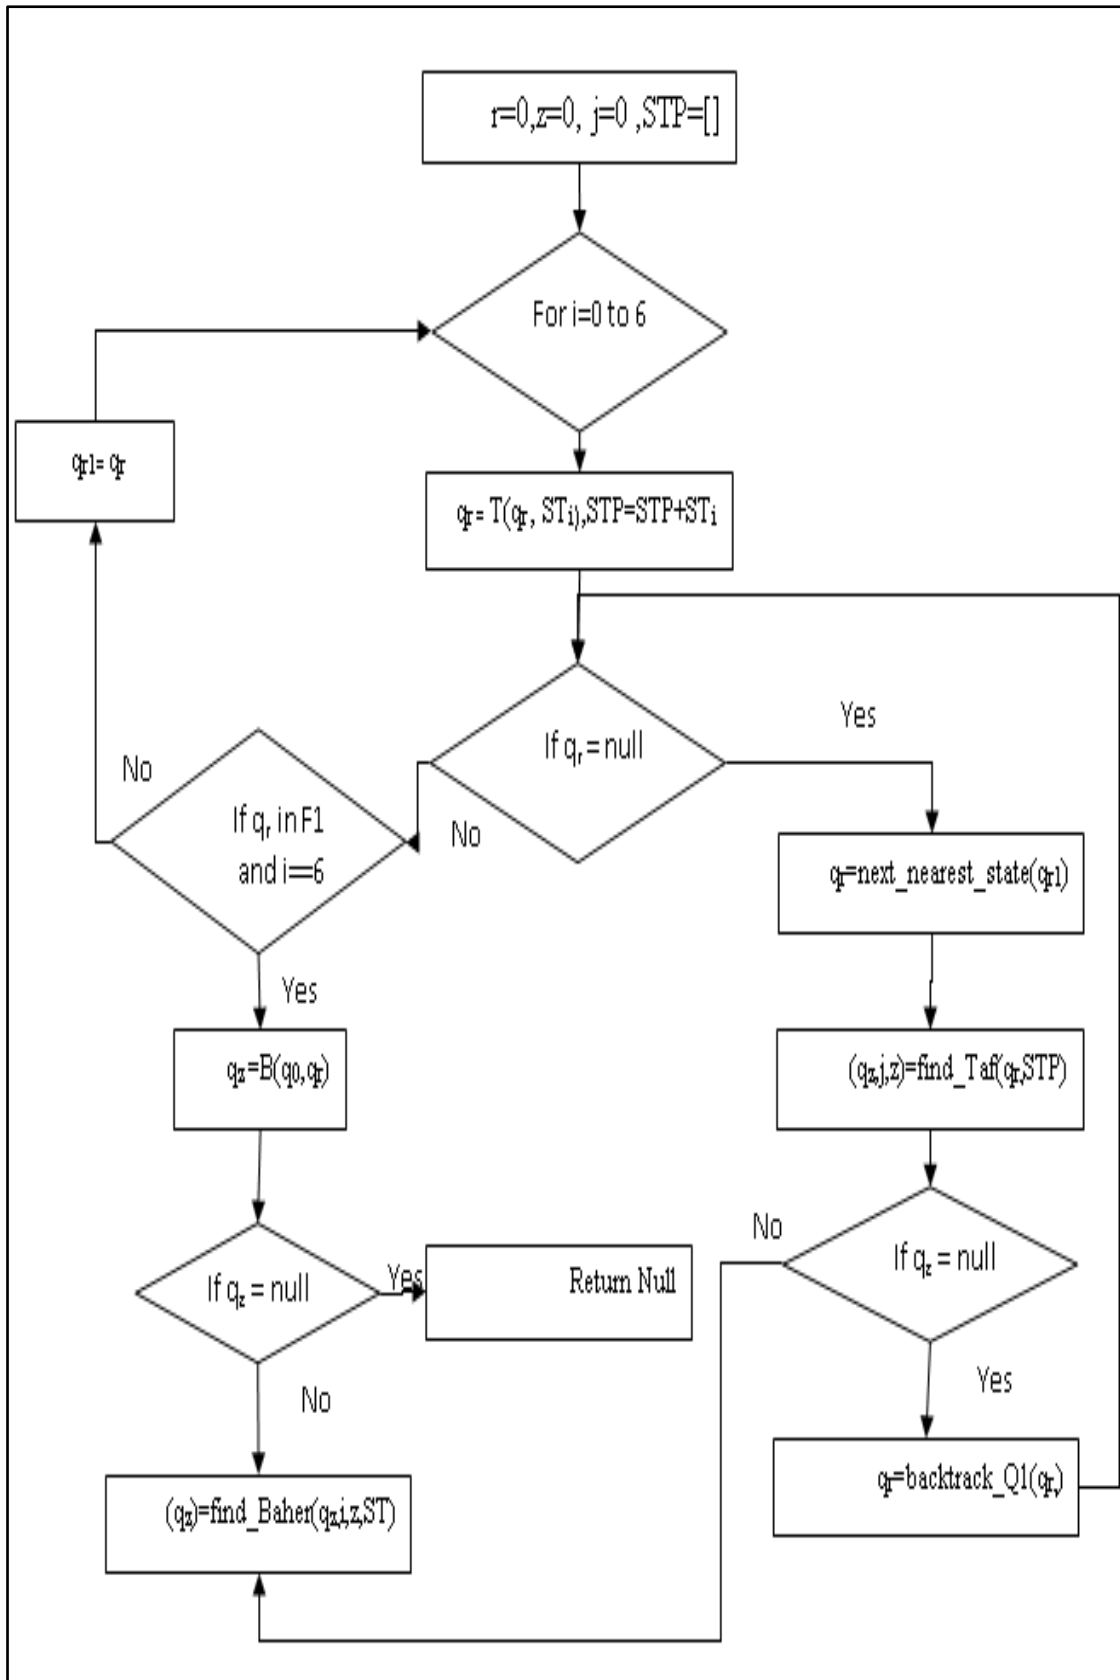 r=0,z=0, j=0 ,STP=[]
For i=0 to 6
qr1= qr
qr= T(qr, STi),STP=STP+STi
If qr = null
Yes
No
No
If qr in F1
and i==6
qr=next_nearest_state(qr1)
Yes
qz=B(q0,qr)
(qz,j,z)=find_Taf(qr,STP)
If qz = null
Yes
Return Null
No
If qz = null
No
Yes
(qz)=find_Baher(qz,j,z,ST)
qr=backtrack_Q1(qr,)